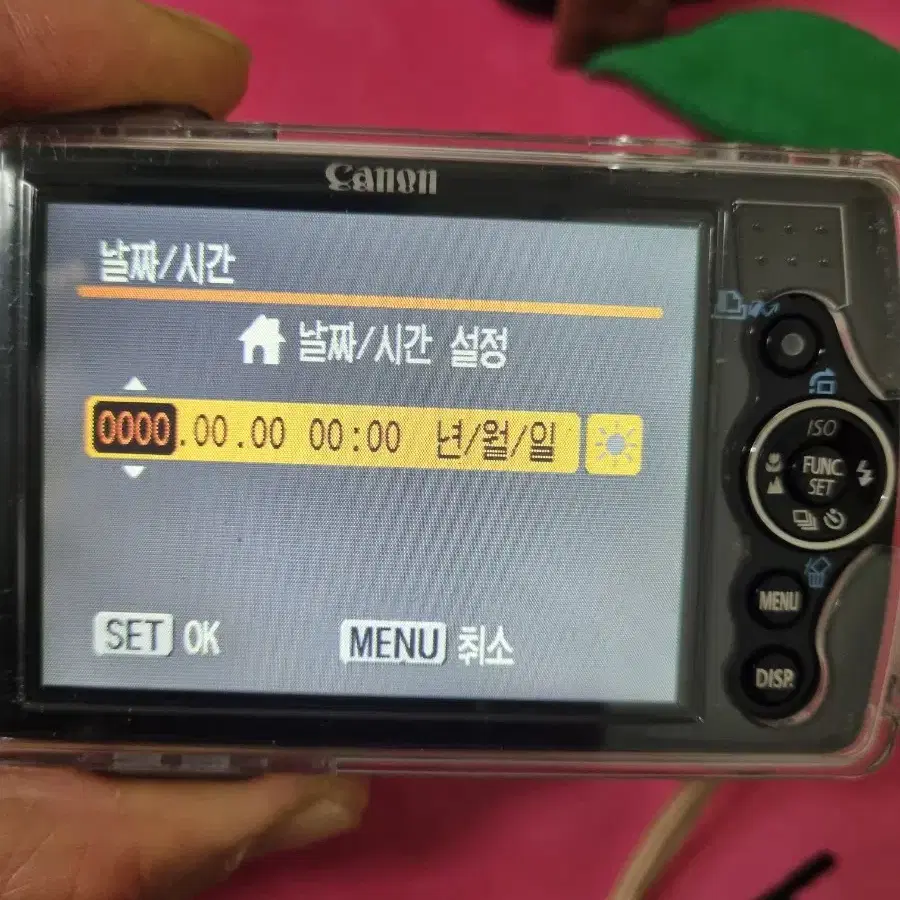 Canon
날짜/시간
날짜/시간 설정
0000.00.00 00:00 년/월/일
SET OK MENU 취소
ISO
FUNC. SET
MENU
DISP.